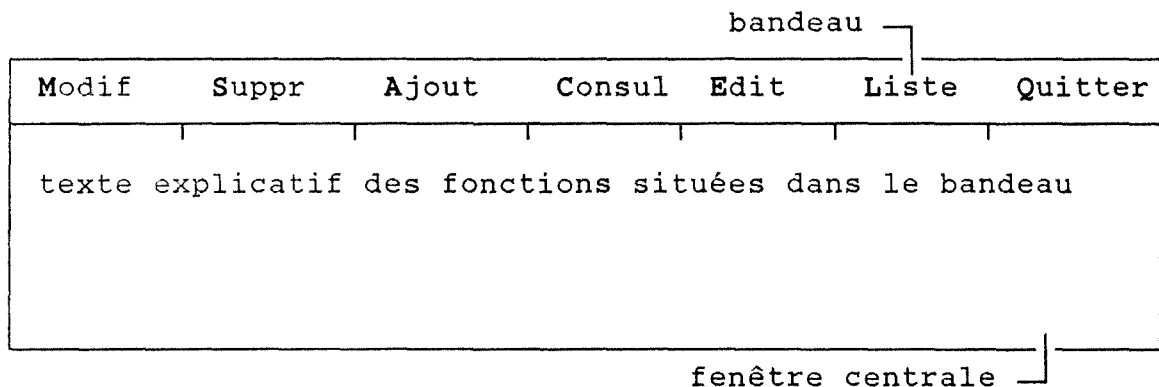 bandeau
Modif Suppr Ajout Consul Edit Liste Quitter
texte explicatif des fonctions situées dans le bandeau
fenêtre centrale